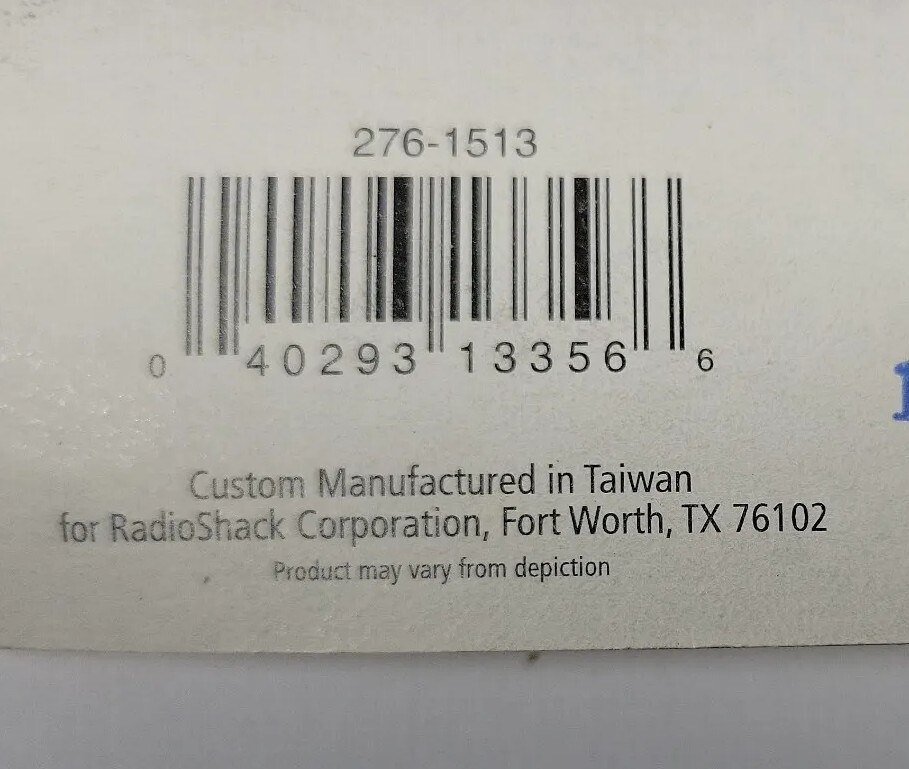 276-1513
0 40293 13356 6
Custom Manufactured in Taiwan
for RadioShack Corporation, Fort Worth, TX 76102
Product may vary from depiction